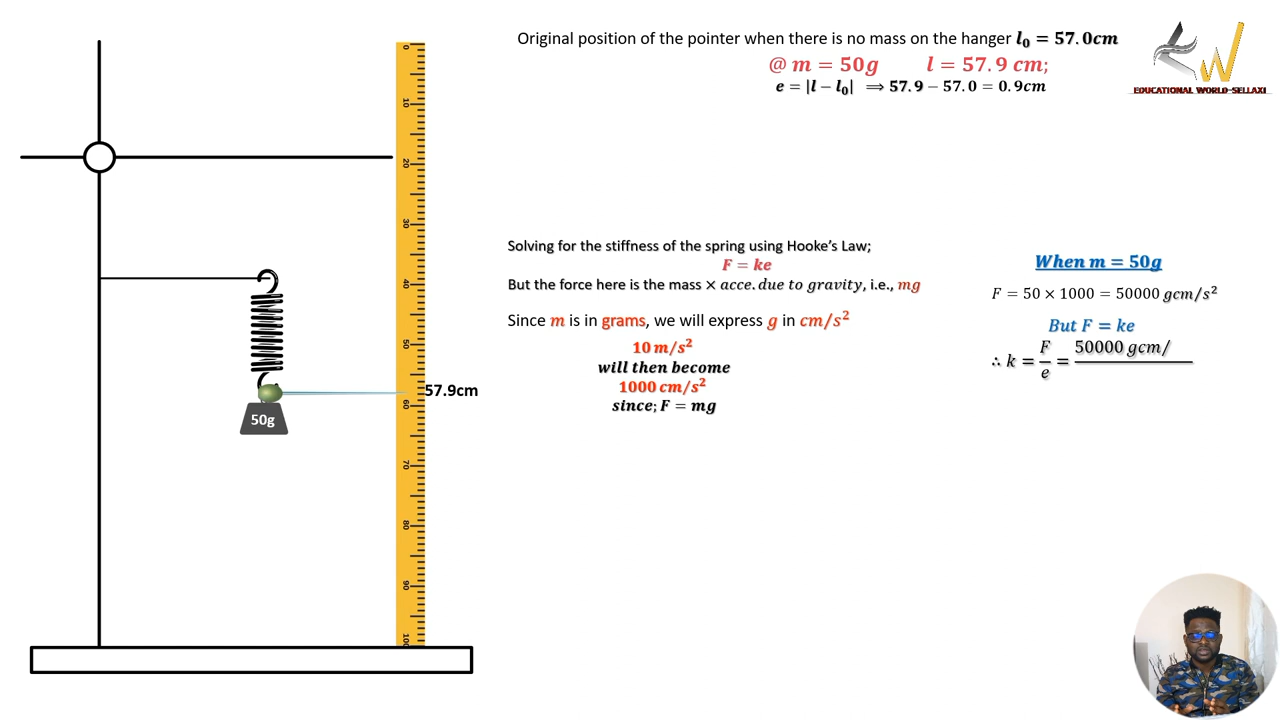 Original position of the pointer when there is no mass on the hanger l₀ = 57.0cm
@ m = 50g l = 57.9 cm;
e = |l − l₀| ⟹ 57.9 − 57.0 = 0.9cm
EDUCATIONAL WORLD-SELLAXI
0
10
20
30
40
50
60
70
80
90
100
57.9cm
50g
Solving for the stiffness of the spring using Hooke’s Law;
F = ke
But the force here is the mass × acce. due to gravity, i.e., mg
Since m is in grams, we will express g in cm/s²
10 m/s²
will then become
1000 cm/s²
since; F = mg
When m = 50g
F = 50 × 1000 = 50000 gcm/s²
But F = ke
∴ k = F/e = 50000 gcm/